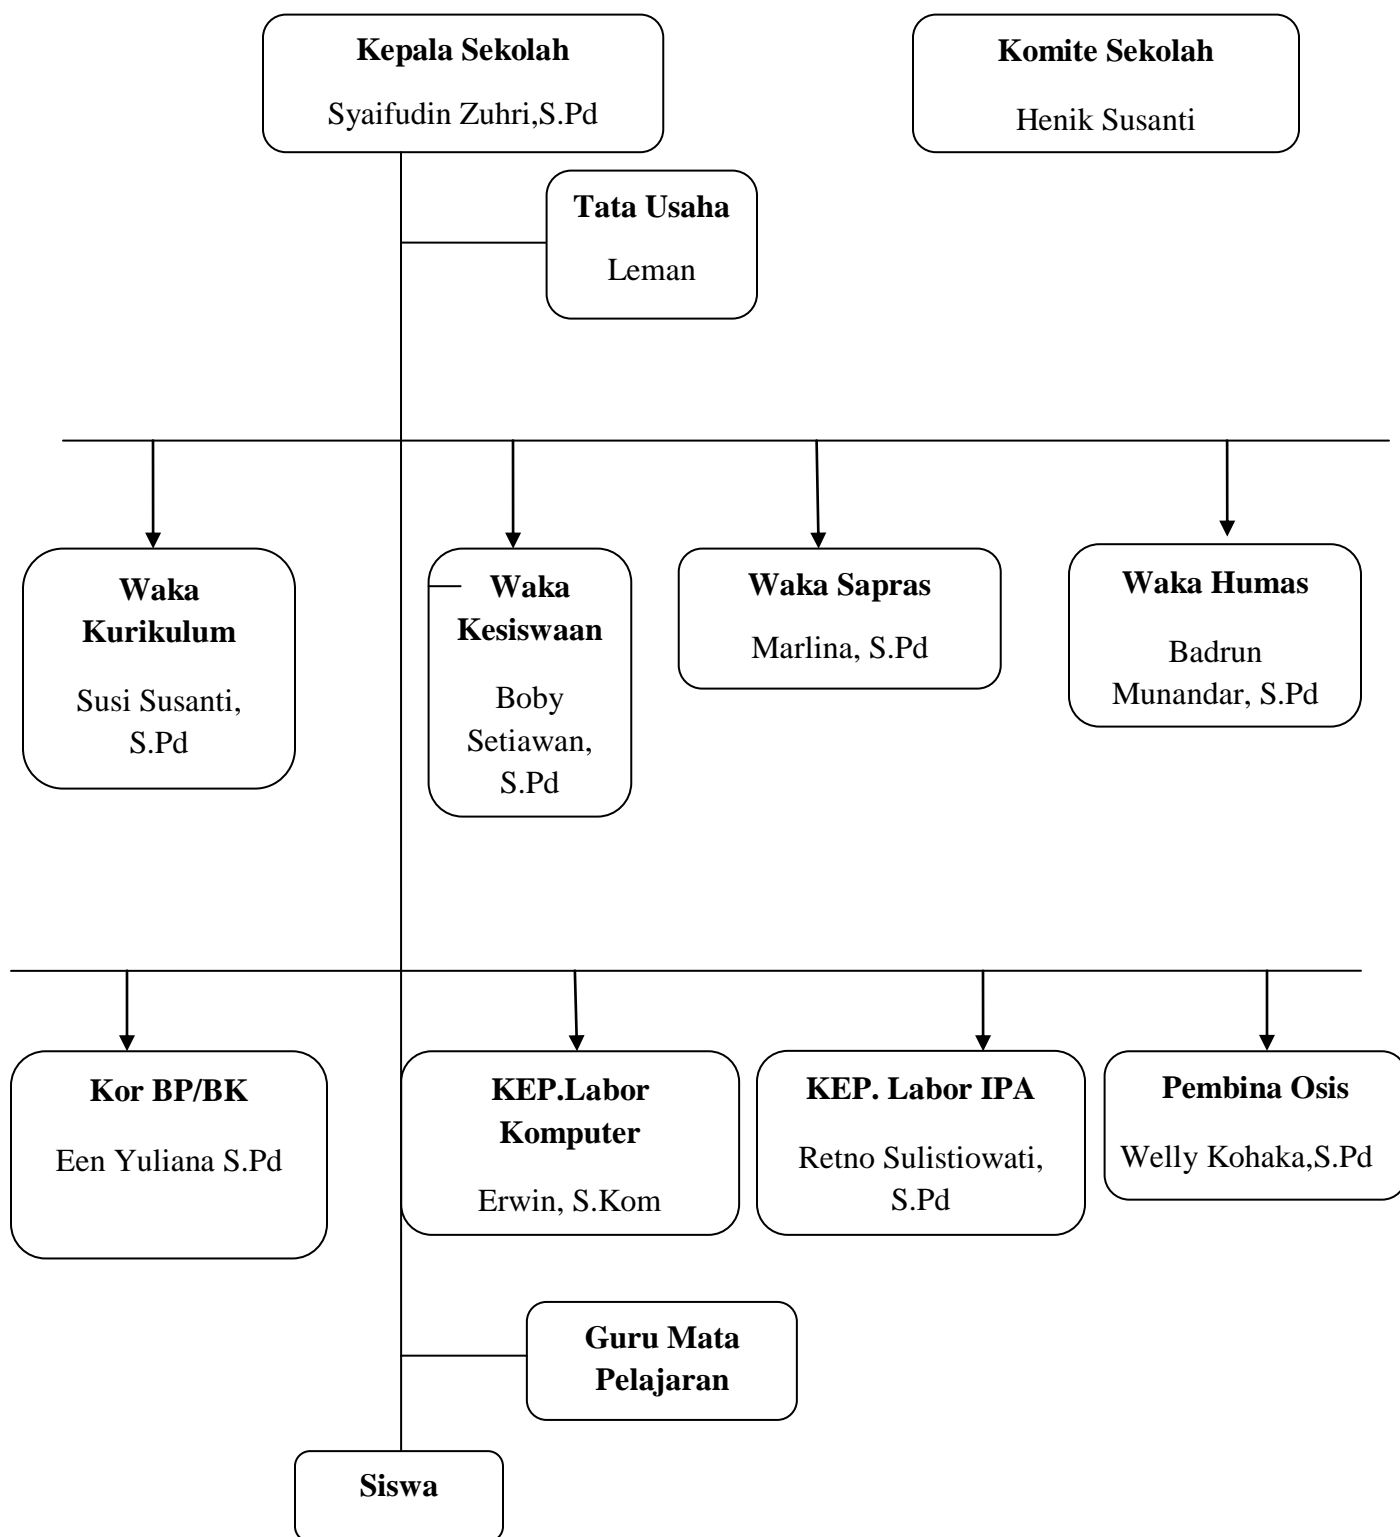 Kepala Sekolah
Syaifudin Zuhri,S.Pd
Komite Sekolah
Henik Susanti
Tata Usaha
Leman
Waka
Kurikulum
Susi Susanti,
S.Pd
Waka
Kesiswaan
Boby
Setiawan,
S.Pd
Waka Sapras
Marlina, S.Pd
Waka Humas
Badrun
Munandar, S.Pd
Kor BP/BK
Een Yuliana S.Pd
KEP.Labor
Komputer
Erwin, S.Kom
KEP. Labor IPA
Retno Sulistiowati,
S.Pd
Pembina Osis
Welly Kohaka,S.Pd
Guru Mata
Pelajaran
Siswa